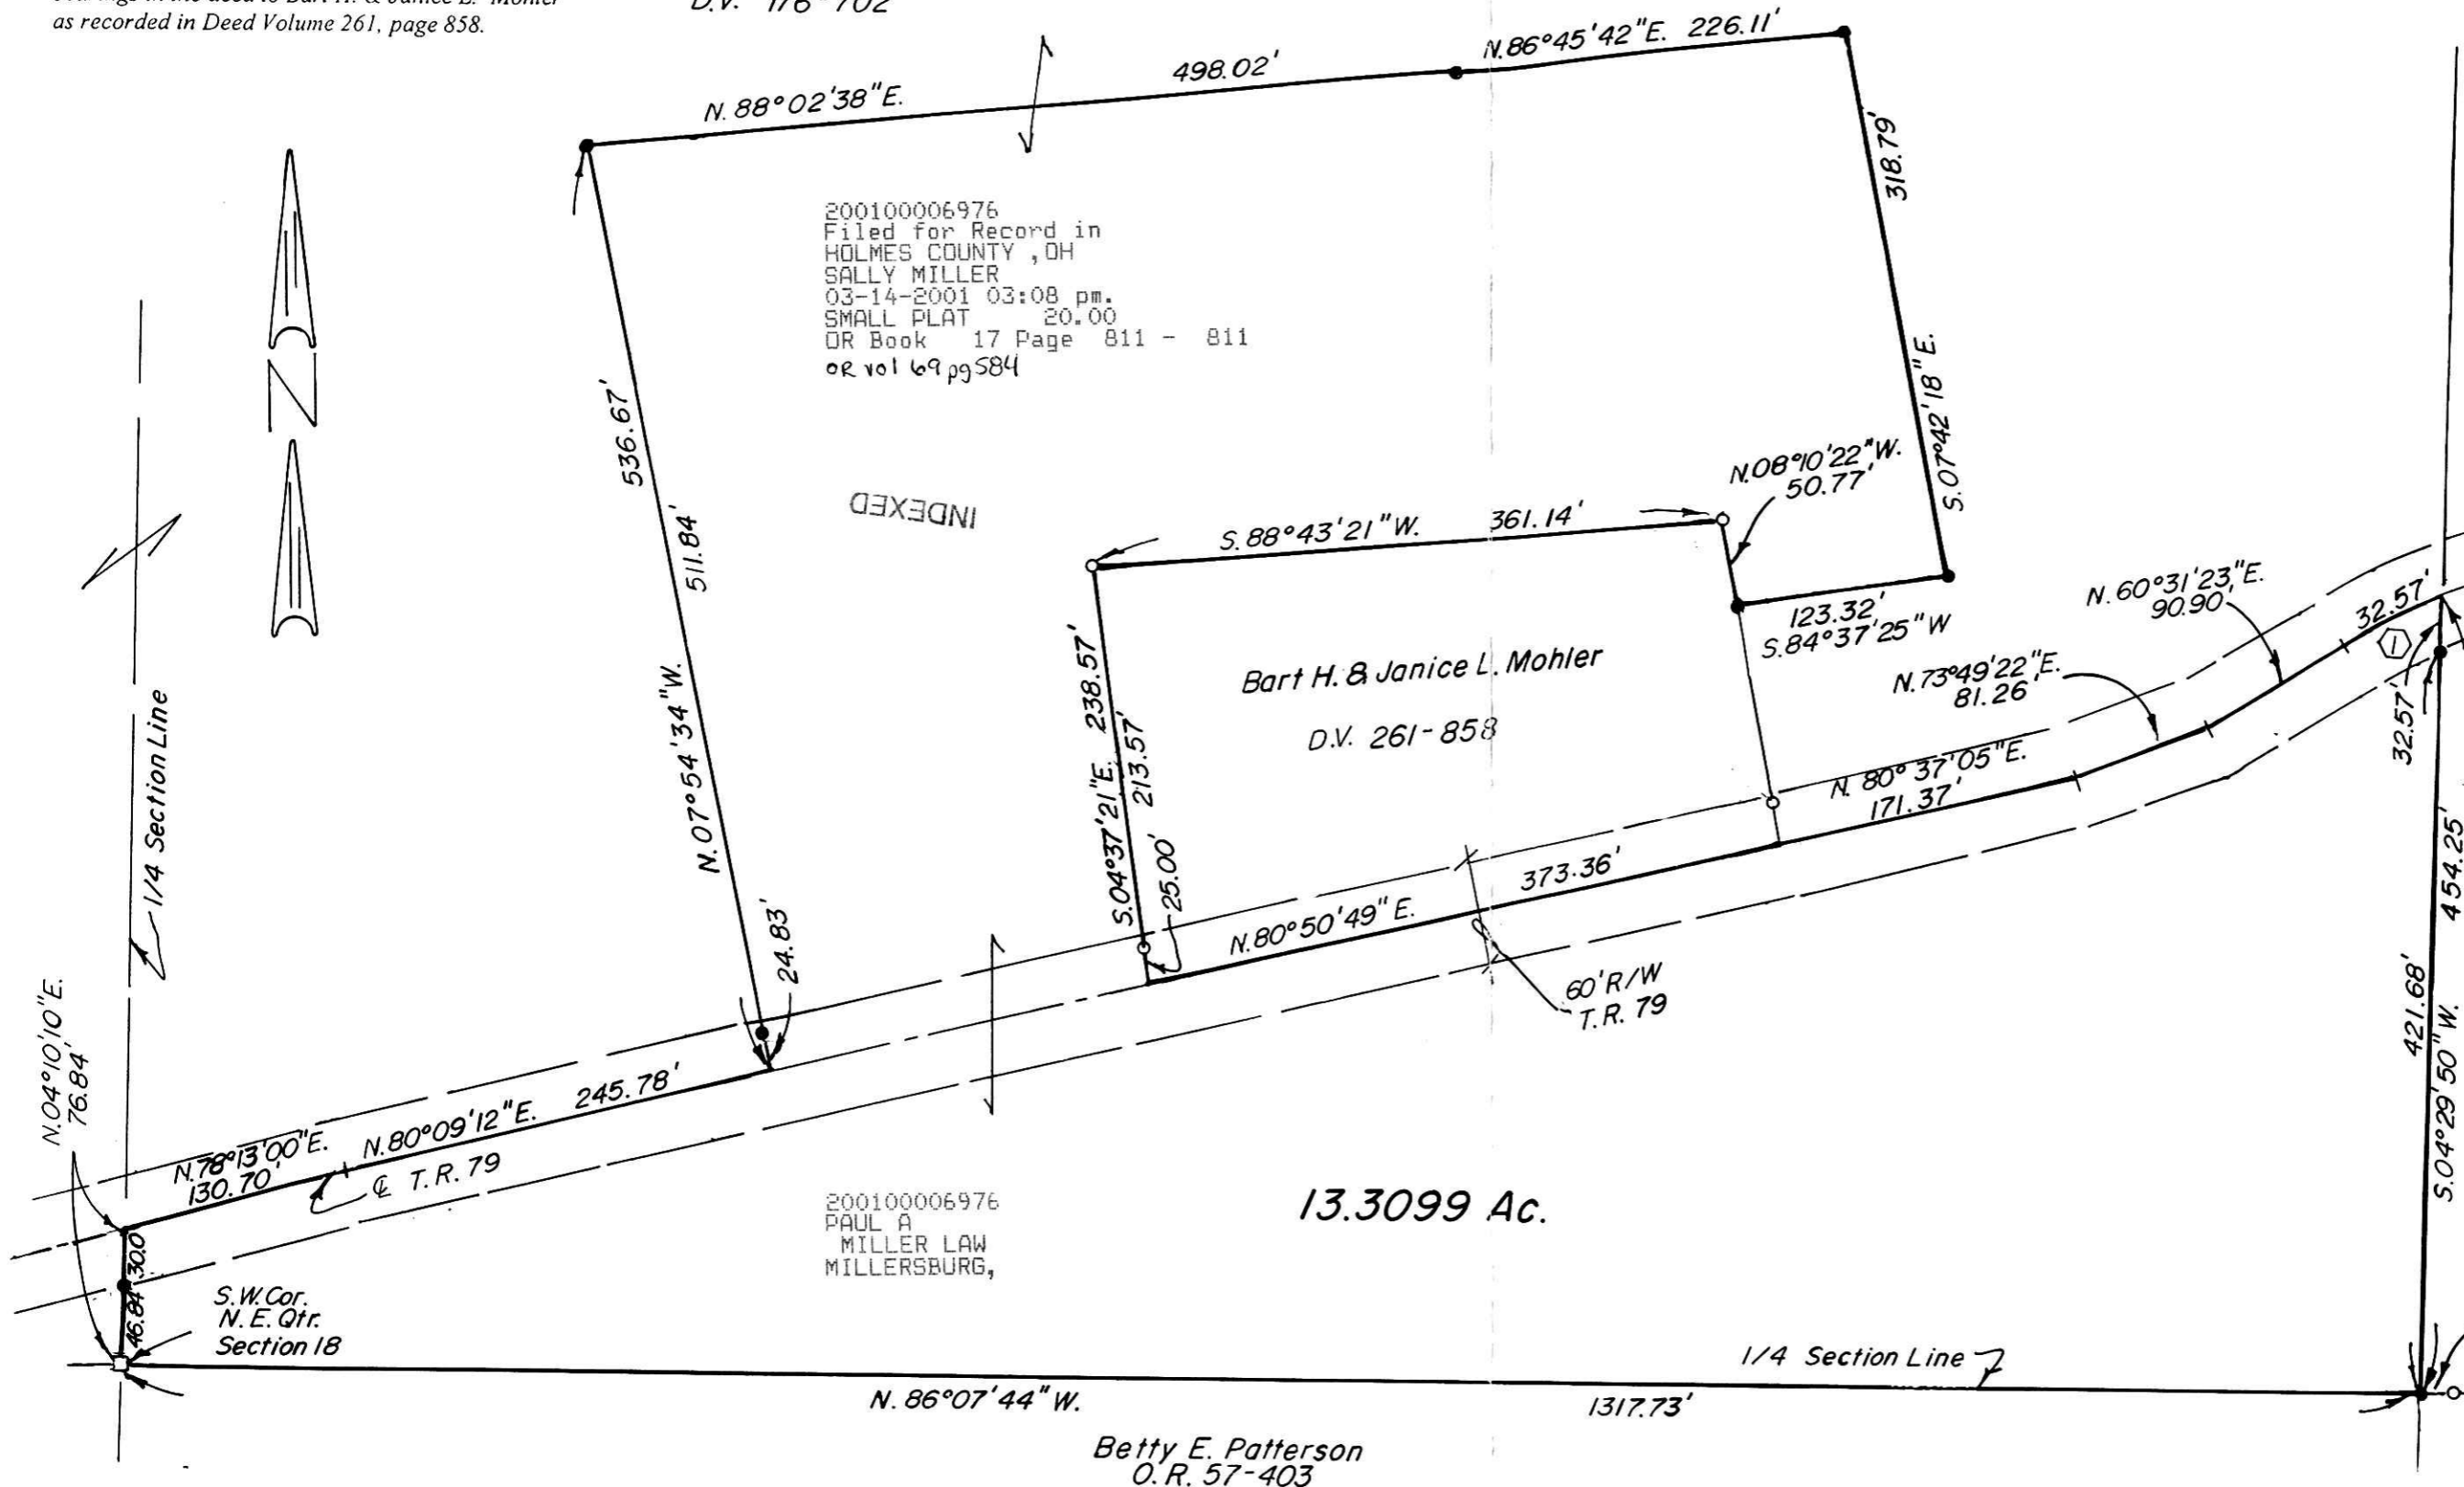 as recorded in Deed Volume 261, page 858.
D.V. 176-702
N. 88°02'38"E.
498.02'
N.86°45'42"E. 226.11'
318.79'
S.07°42'18"E.
200100006976
Filed for Record in
HOLMES COUNTY ,OH
SALLY MILLER
03-14-2001 03:08 pm.
SMALL PLAT 20.00
OR Book 17 Page 811 - 811
OR vol 69 pg 584
N
536.67'
511.84'
N.07°54'34"W.
24.83'
INDEXED
N.08°10'22"W.
50.77'
S.88°43'21"W. 361.14'
123.32'
S.84°37'25"W
N.60°31'23"E.
90.90'
32.57'
1
N.73°49'22"E.
81.26'
32.57'
Bart H. & Janice L. Mohler
D.V. 261-858
S.04°37'21"E. 238.57'
213.57'
25.00'
N.80°37'05"E.
171.37'
373.36'
N.80°50'49"E.
60'R/W
T.R. 79
1/4 Section Line
454.25'
421.68'
S.04°29'50"W.
N.04°10'10"E.
76.84'
N.78°13'00"E.
130.70'
N.80°09'12"E. 245.78'
℄ T.R. 79
30.0
46.84
S.W.Cor.
N.E.Qtr.
Section 18
200100006976
PAUL A
MILLER LAW
MILLERSBURG,
13.3099 Ac.
1/4 Section Line
N. 86°07'44"W.
1317.73'
Betty E. Patterson
O.R. 57-403